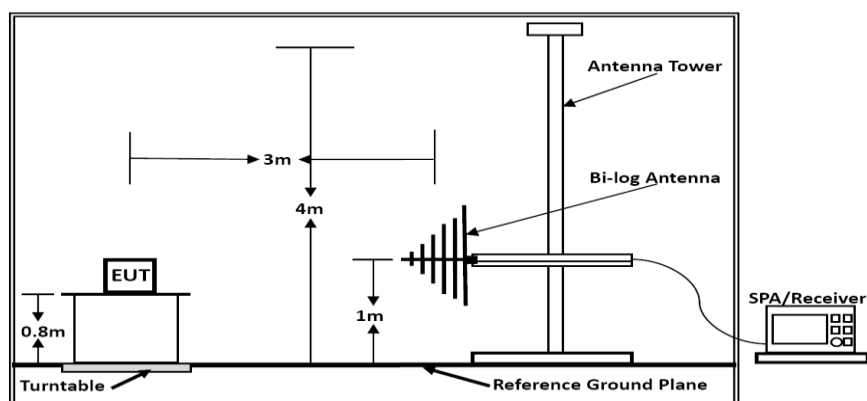 Antenna Tower
3m
Bi-log Antenna
4m
EUT
SPA/Receiver
0.8m
1m
Turntable
Reference Ground Plane